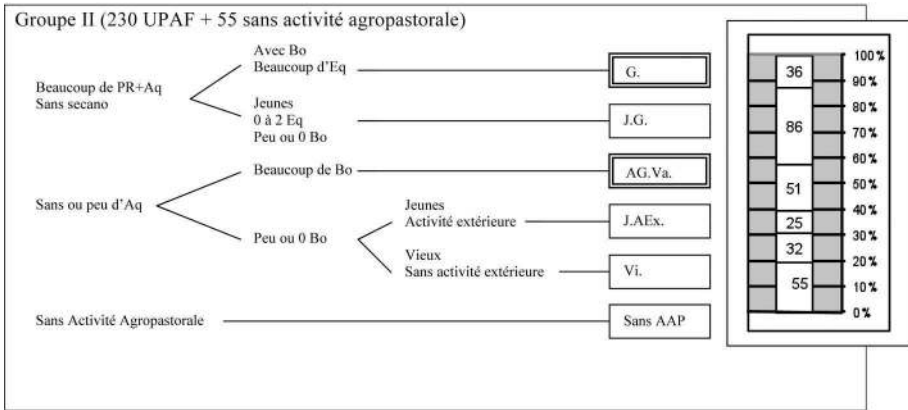 Groupe II (230 UPAF + 55 sans activité agropastorale)
Avec Bo
Beaucoup d'Eq
G.
Beaucoup de PR+Aq
Sans secano
Jeunes
0 à 2 Eq
Peu ou 0 Bo
J.G.
Beaucoup de Bo
AG.Va.
Sans ou peu d'Aq
Jeunes
Activité extérieure
J.AEx.
Peu ou 0 Bo
Vieux
Sans activité extérieure
Vi.
Sans Activité Agropastorale
Sans AAP
100%
36
90%
80%
86
70%
60%
51
50%
40%
25
30%
32
20%
55
10%
0%